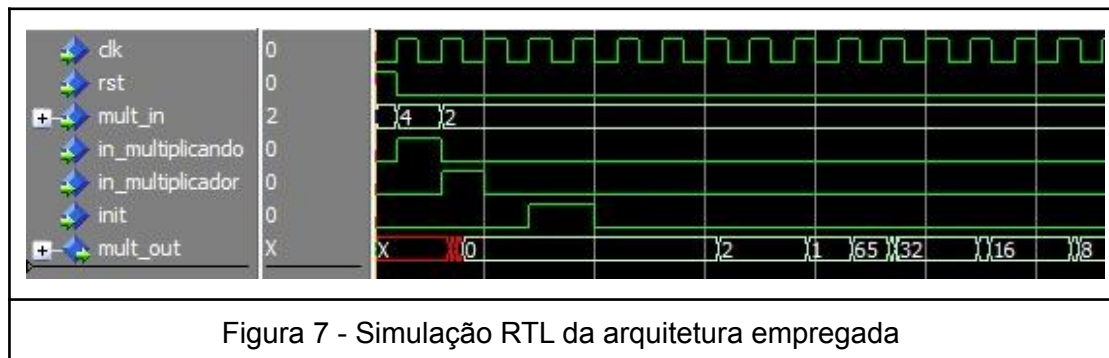 clk 0
rst 0
mult_in 2 4 2
in_multiplicando 0
in_multiplicador 0
init 0
mult_out X X 0 2 1 65 32 16 8
Figura 7 - Simulação RTL da arquitetura empregada